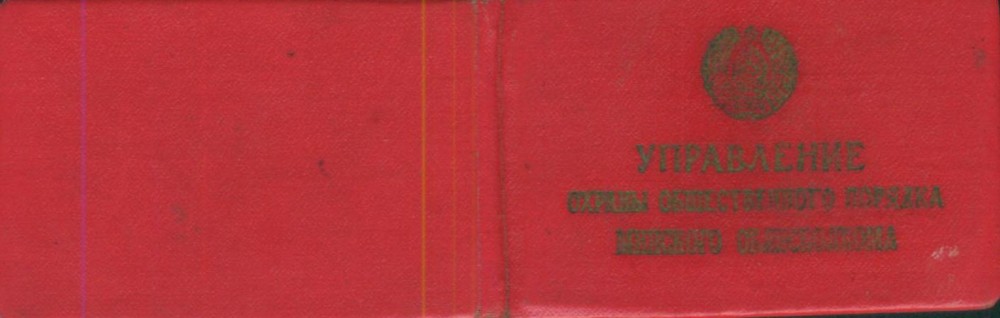 УПРАВЛЕНИЕ
ОХРАНЫ ОБЩЕСТВЕННОГО ПОРЯДКА
МИНСКОГО ОБЛИСПОЛКОМА